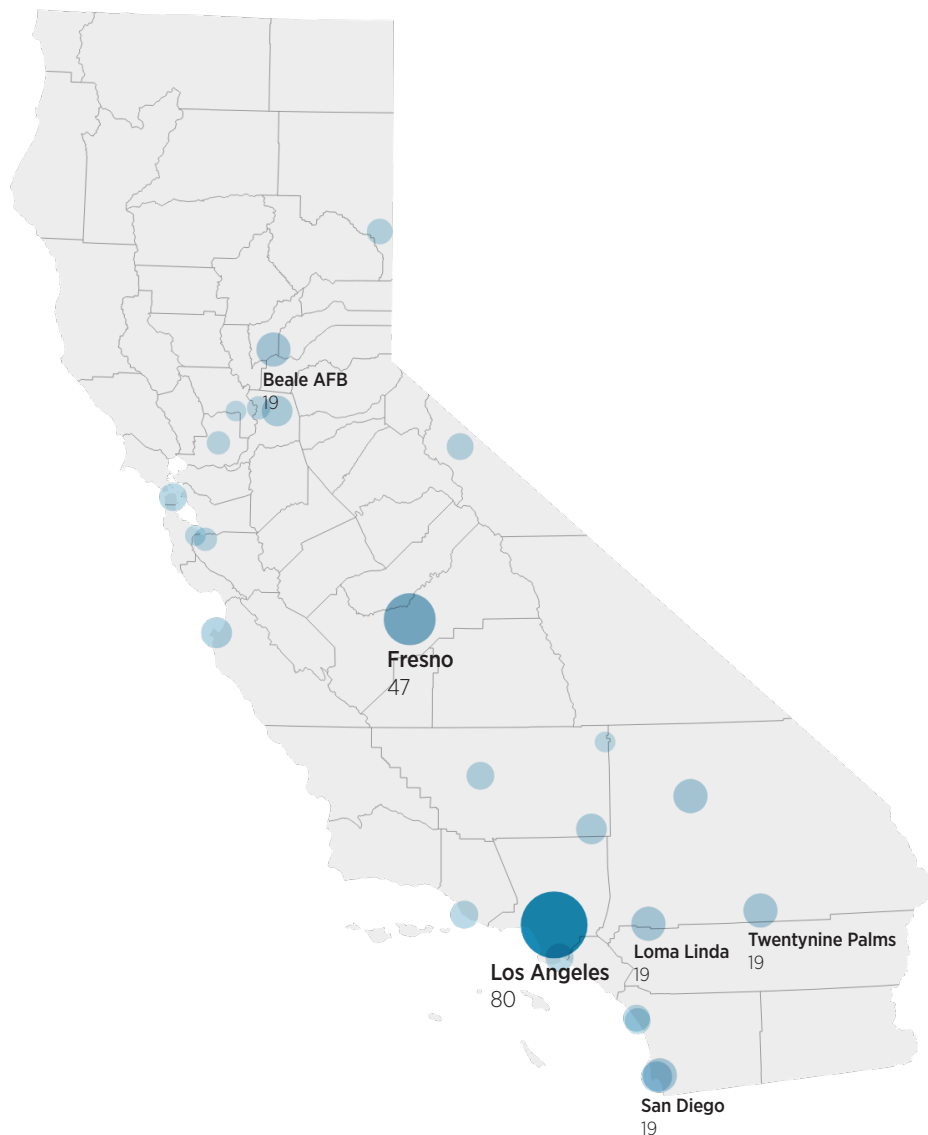 Beale AFB
19
Fresno
47
Los Angeles
80
Loma Linda
19
Twentynine Palms
19
San Diego
19